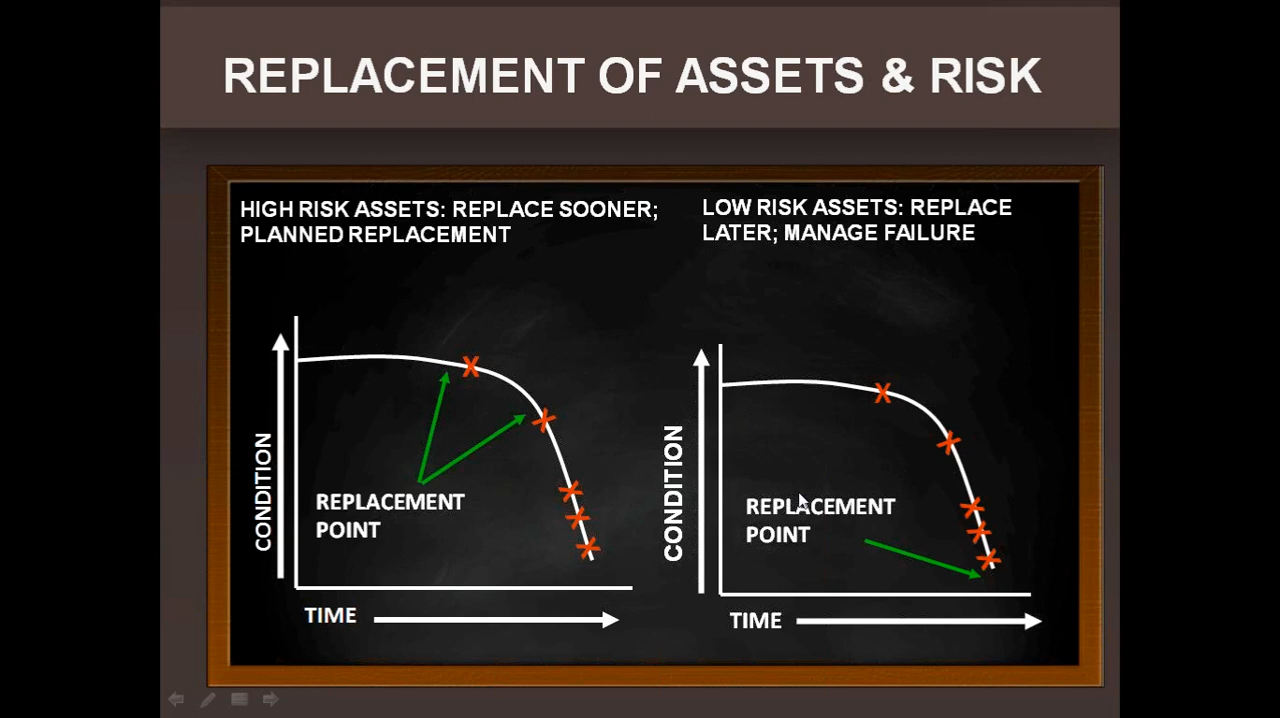 REPLACEMENT OF ASSETS & RISK
HIGH RISK ASSETS: REPLACE SOONER;
PLANNED REPLACEMENT
CONDITION
REPLACEMENT
POINT
TIME
LOW RISK ASSETS: REPLACE
LATER; MANAGE FAILURE
CONDITION
REPLACEMENT
POINT
TIME